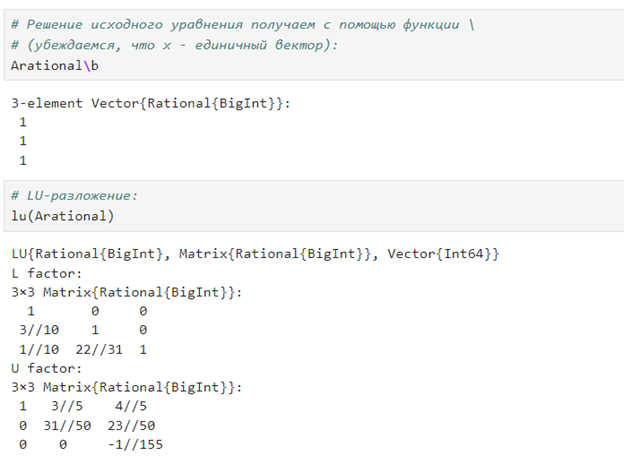 # Решение исходного уравнения получаем с помощью функции \
# (убеждаемся, что x - единичный вектор):
Arational\b
3-element Vector{Rational{BigInt}}:
1
1
1
# LU-разложение:
lu(Arational)
LU{Rational{BigInt}, Matrix{Rational{BigInt}}, Vector{Int64}}
L factor:
3×3 Matrix{Rational{BigInt}}:
1 0 0
3//10 1 0
1//10 22//31 1
U factor:
3×3 Matrix{Rational{BigInt}}:
1 3//5 4//5
0 31//50 23//50
0 0 -1//155